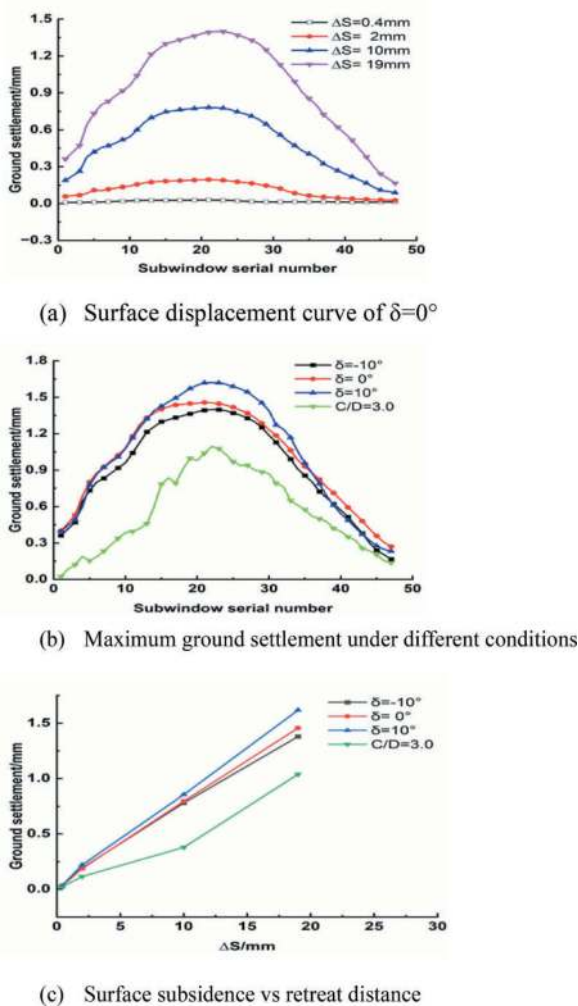 1.5
1.2
0.9
0.6
0.3
0.0
−0.3
Ground settlement/mm
ΔS=0.4mm
ΔS= 2mm
ΔS= 10mm
ΔS= 19mm
0 10 20 30 40 50
Subwindow serial number
(a) Surface displacement curve of δ=0°
1.8
1.5
1.2
0.9
0.6
0.3
0.0
Ground settlement/mm
δ=-10°
δ= 0°
δ=10°
C/D=3.0
0 10 20 30 40 50
Subwindow serial number
(b) Maximum ground settlement under different conditions
1.5
1.0
0.5
0.0
Ground settlement/mm
δ=-10°
δ= 0°
δ=10°
C/D=3.0
0 5 10 15 20 25 30
ΔS/mm
(c) Surface subsidence vs retreat distance